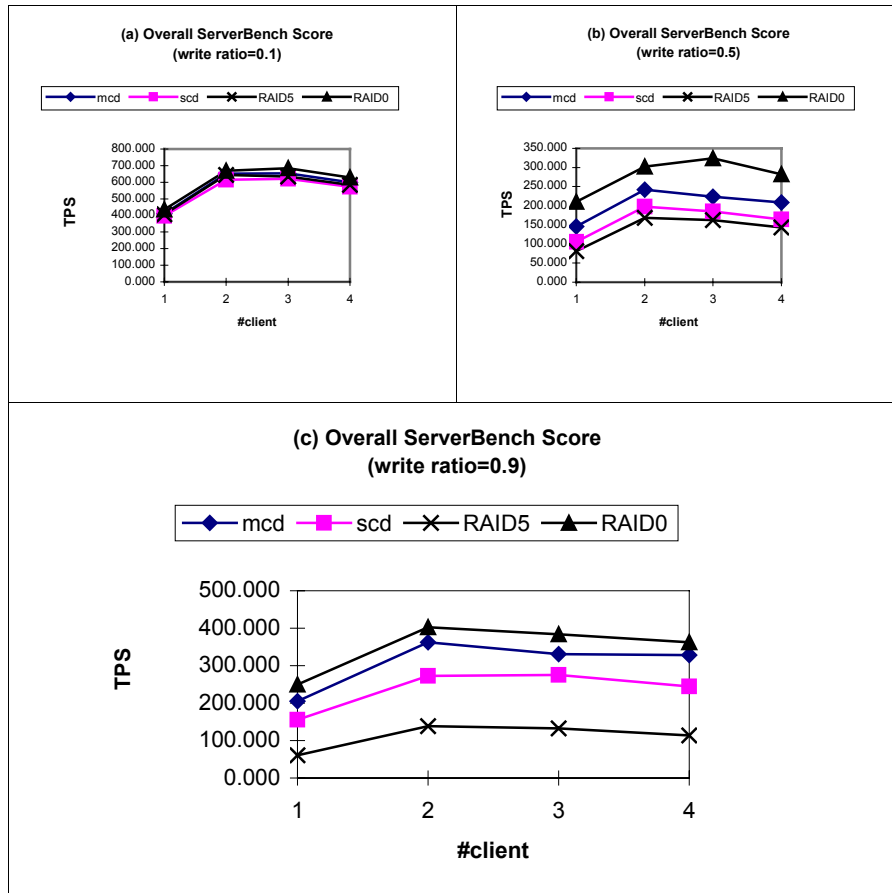 (a) Overall ServerBench Score
(write ratio=0.1)
mcd scd RAID5 RAID0
800.000
700.000
600.000
500.000
400.000
300.000
200.000
100.000
0.000
TPS
1 2 3 4
#client
(b) Overall ServerBench Score
(write ratio=0.5)
mcd scd RAID5 RAID0
350.000
300.000
250.000
200.000
150.000
100.000
50.000
0.000
TPS
1 2 3 4
#client
(c) Overall ServerBench Score
(write ratio=0.9)
mcd scd RAID5 RAID0
500.000
400.000
300.000
200.000
100.000
0.000
TPS
1 2 3 4
#client